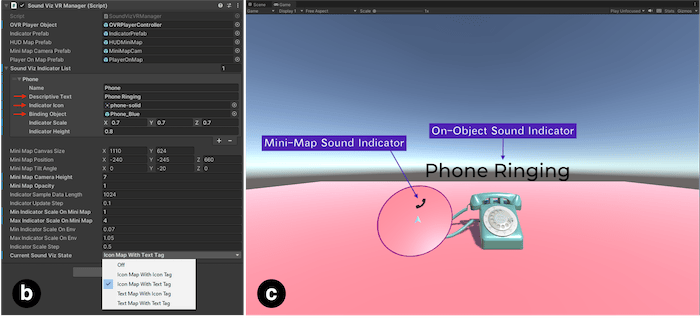 Sound Viz VR Manager (Script)
Script SoundVizVRManager
OVR Player Object OVRPlayerController
Indicator Prefab IndicatorPrefab
HUD Map Prefab HUDMiniMap
Mini Map Camera Prefab MiniMapCam
Player On Map Prefab PlayerOnMap
Sound Viz Indicator List 1
Phone
Name Phone
Descriptive Text Phone Ringing
Indicator Icon phone-solid
Binding Object Phone_Blue
Indicator Scale X 0.7 Y 0.7 Z 0.7
Indicator Height 0.8
+ −
Mini Map Canvas Size X 1110 Y 624
Mini Map Position X -240 Y -245 Z 660
Mini Map Tilt Angle X 0 Y -20 Z 0
Mini Map Camera Height 7
Mini Map Opacity 1
Indicator Sample Data Length 1024
Indicator Update Step 0.1
Min Indicator Scale On Mini Map 1
Max Indicator Scale On Mini Map 4
Min Indicator Scale On Env 0.07
Max Indicator Scale On Env 1.05
Indicator Scale Step 0.5
Current Sound Viz State Icon Map With Text Tag
Off
Icon Map With Icon Tag
Icon Map With Text Tag
Text Map With Icon Tag
Text Map With Text Tag
b
Scene Game
Game Display 1 Free Aspect Scale Play Unfocused Stats Gizmos
On-Object Sound Indicator
Mini-Map Sound Indicator
Phone Ringing
c